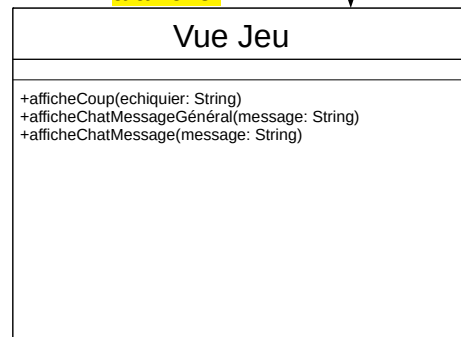 Vue Jeu
+afficheCoup(echiquier: String)
+afficheChatMessageGénéral(message: String)
+afficheChatMessage(message: String)